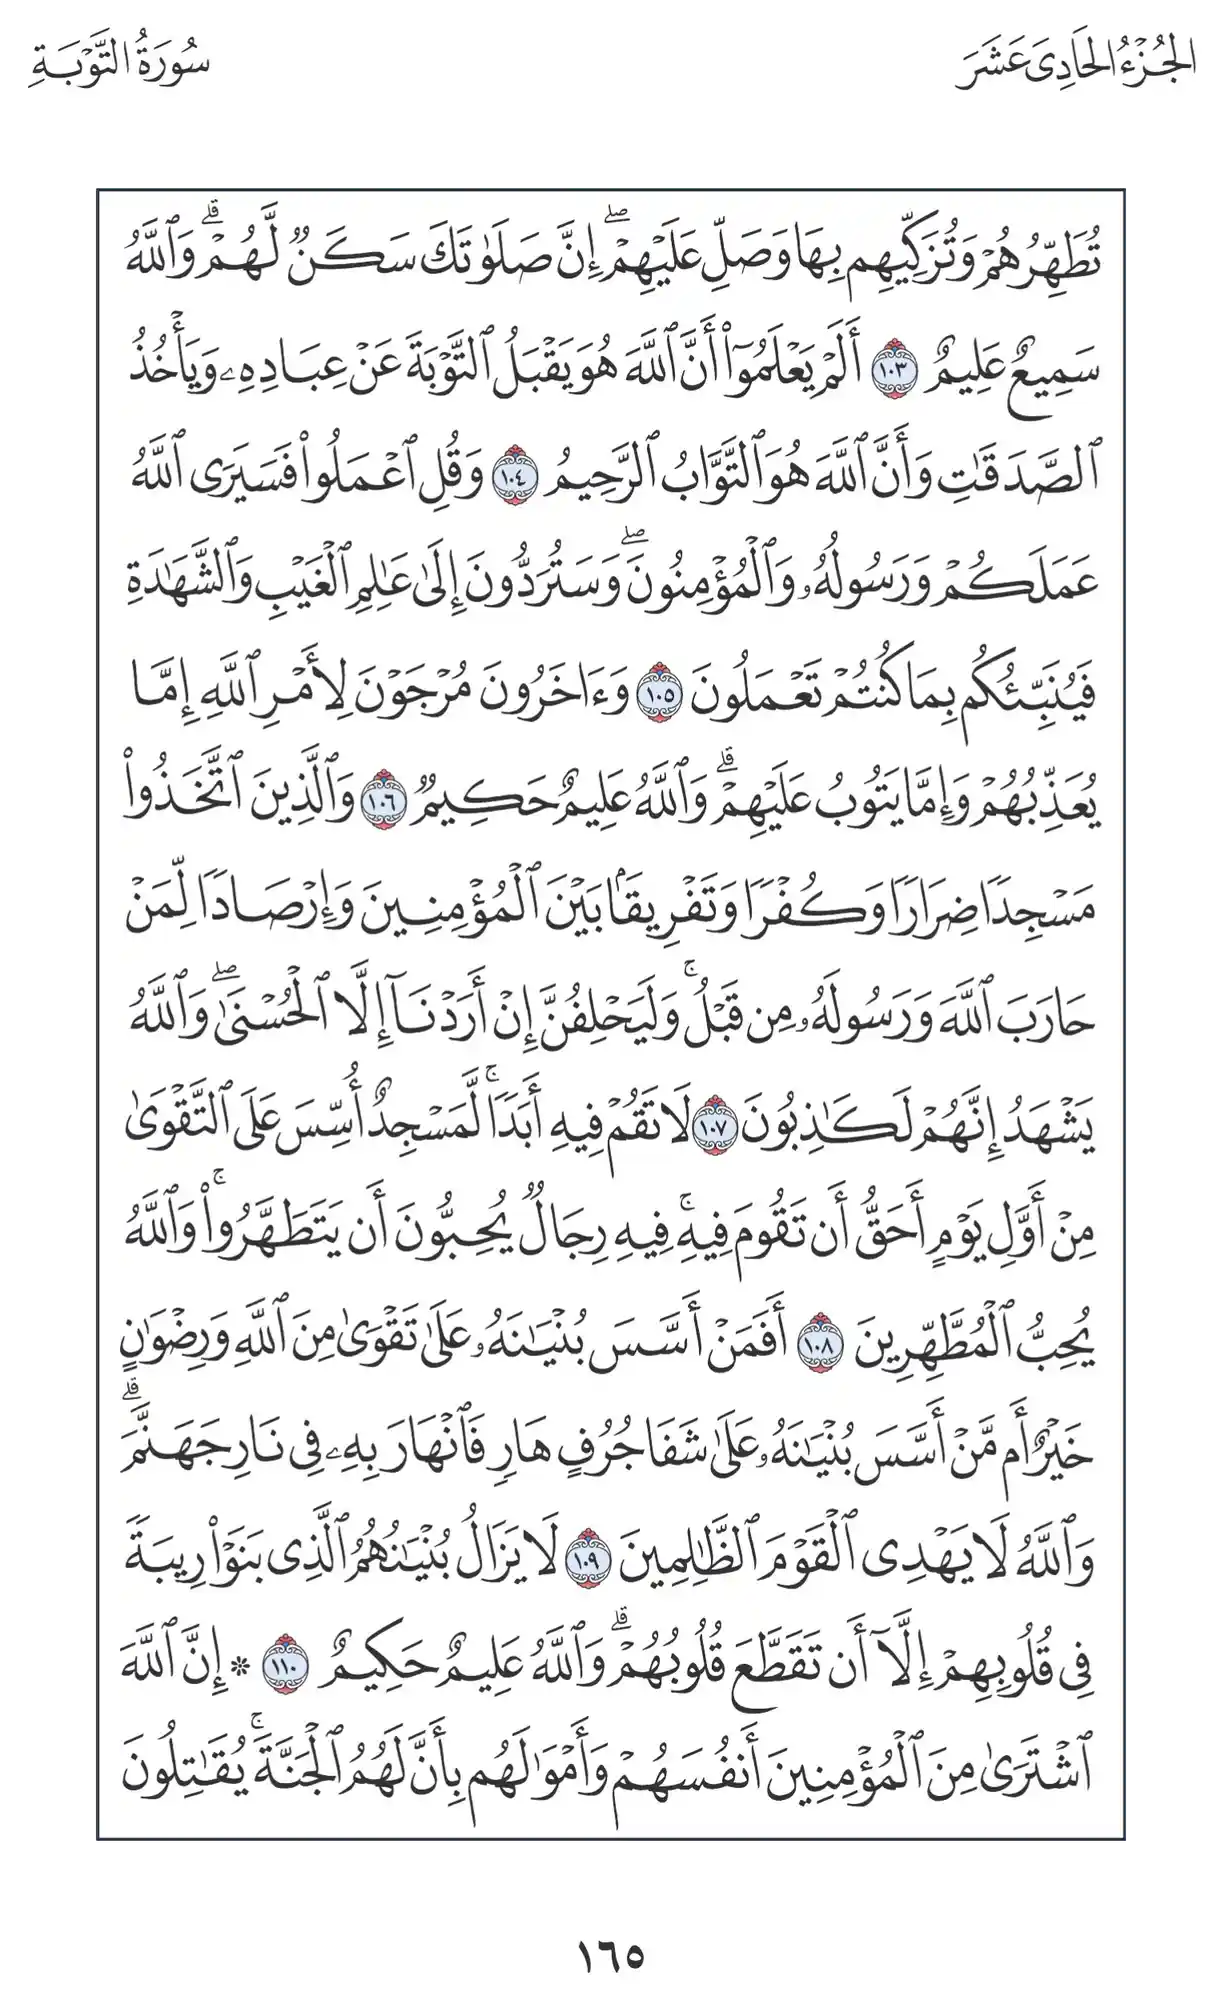 الجُزْءُ الحَادِىَ عَشَرَ
سُورَةُ التَّوْبَةِ
تُطَهِّرُهُمْ وَتُزَكِّيهِم بِهَا وَصَلِّ عَلَيْهِمْۖ إِنَّ صَلَوٰتَكَ سَكَنٌ لَّهُمْۗ وَٱللَّهُ
سَمِيعٌ عَلِيمٌ ١٠٣ أَلَمْ يَعْلَمُوٓا۟ أَنَّ ٱللَّهَ هُوَ يَقْبَلُ ٱلتَّوْبَةَ عَنْ عِبَادِهِۦ وَيَأْخُذُ
ٱلصَّدَقَٰتِ وَأَنَّ ٱللَّهَ هُوَ ٱلتَّوَّابُ ٱلرَّحِيمُ ١٠٤ وَقُلِ ٱعْمَلُوا۟ فَسَيَرَى ٱللَّهُ
عَمَلَكُمْ وَرَسُولُهُۥ وَٱلْمُؤْمِنُونَۖ وَسَتُرَدُّونَ إِلَىٰ عَٰلِمِ ٱلْغَيْبِ وَٱلشَّهَٰدَةِ
فَيُنَبِّئُكُم بِمَا كُنتُمْ تَعْمَلُونَ ١٠٥ وَءَاخَرُونَ مُرْجَوْنَ لِأَمْرِ ٱللَّهِ إِمَّا
يُعَذِّبُهُمْ وَإِمَّا يَتُوبُ عَلَيْهِمْۗ وَٱللَّهُ عَلِيمٌ حَكِيمٌ ١٠٦ وَٱلَّذِينَ ٱتَّخَذُوا۟
مَسْجِدًا ضِرَارًا وَكُفْرًا وَتَفْرِيقًۢا بَيْنَ ٱلْمُؤْمِنِينَ وَإِرْصَادًا لِّمَنْ
حَارَبَ ٱللَّهَ وَرَسُولَهُۥ مِن قَبْلُۚ وَلَيَحْلِفُنَّ إِنْ أَرَدْنَآ إِلَّا ٱلْحُسْنَىٰۖ وَٱللَّهُ
يَشْهَدُ إِنَّهُمْ لَكَٰذِبُونَ ١٠٧ لَا تَقُمْ فِيهِ أَبَدًاۚ لَّمَسْجِدٌ أُسِّسَ عَلَى ٱلتَّقْوَىٰ
مِنْ أَوَّلِ يَوْمٍ أَحَقُّ أَن تَقُومَ فِيهِۚ فِيهِ رِجَالٌ يُحِبُّونَ أَن يَتَطَهَّرُوا۟ۚ وَٱللَّهُ
يُحِبُّ ٱلْمُطَّهِّرِينَ ١٠٨ أَفَمَنْ أَسَّسَ بُنْيَٰنَهُۥ عَلَىٰ تَقْوَىٰ مِنَ ٱللَّهِ وَرِضْوَٰنٍ
خَيْرٌ أَم مَّنْ أَسَّسَ بُنْيَٰنَهُۥ عَلَىٰ شَفَا جُرُفٍ هَارٍ فَٱنْهَارَ بِهِۦ فِى نَارِ جَهَنَّمَۗ
وَٱللَّهُ لَا يَهْدِى ٱلْقَوْمَ ٱلظَّٰلِمِينَ ١٠٩ لَا يَزَالُ بُنْيَٰنُهُمُ ٱلَّذِى بَنَوْا۟ رِيبَةً
فِى قُلُوبِهِمْ إِلَّآ أَن تَقَطَّعَ قُلُوبُهُمْۗ وَٱللَّهُ عَلِيمٌ حَكِيمٌ ١١٠ * إِنَّ ٱللَّهَ
ٱشْتَرَىٰ مِنَ ٱلْمُؤْمِنِينَ أَنفُسَهُمْ وَأَمْوَٰلَهُم بِأَنَّ لَهُمُ ٱلْجَنَّةَۚ يُقَٰتِلُونَ
١٦٥